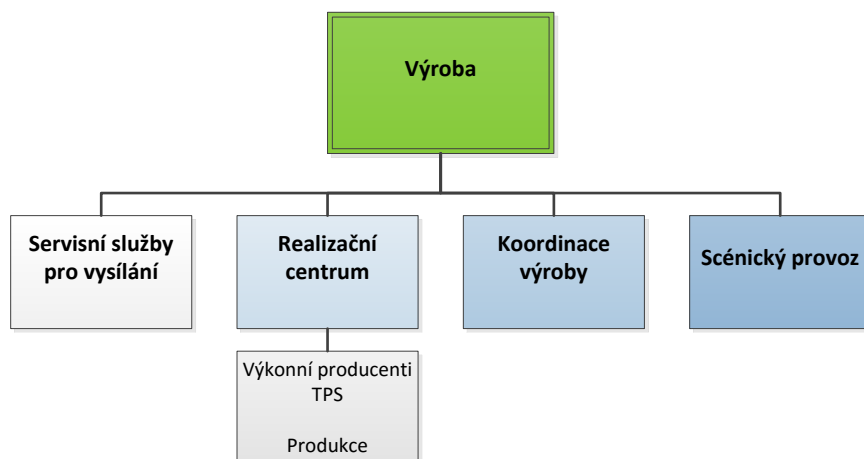 Výroba
Servisní služby
pro vysílání
Realizační
centrum
Koordinace
výroby
Scénický provoz
Výkonní producenti
TPS
Produkce